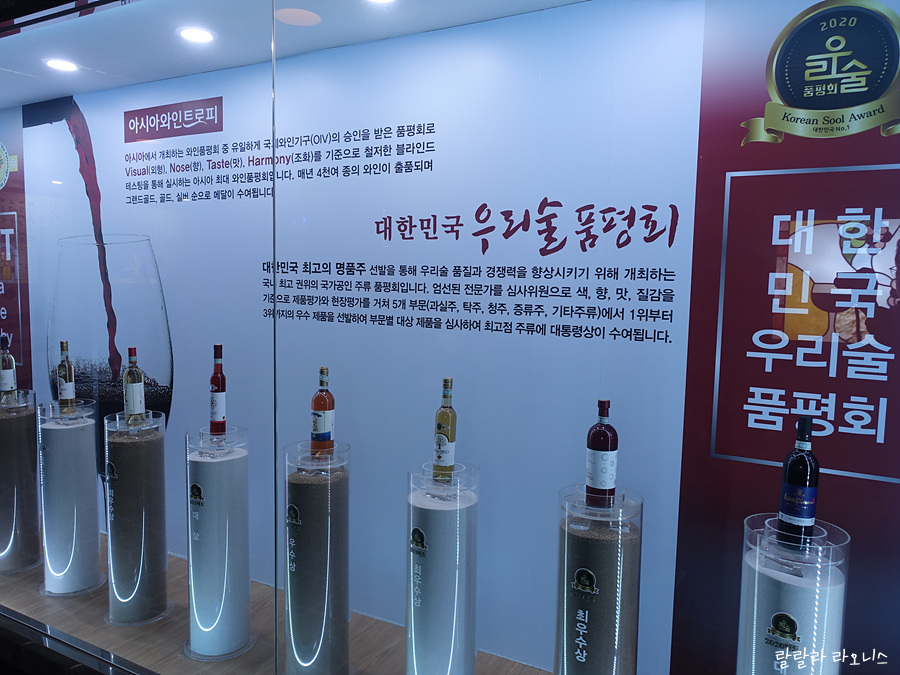 아시아와인트로피
아시아에서 개최하는 와인품평회 중 유일하게 국제와인기구(OIV)의 승인을 받은 품평회로
Visual(외형), Nose(향), Taste(맛), Harmony(조화)를 기준으로 철저한 블라인드
테스팅을 통해 실시하는 아시아 최대 와인품평회입니다. 매년 4천여 종의 와인이 출품되며
그랜드골드, 골드, 실버 순으로 메달이 수여됩니다.
대한민국 우리술 품평회
대한민국 최고의 명품주 선발을 통해 우리술 품질과 경쟁력을 향상시키기 위해 개최하는
국내 최고 권위의 국가공인 주류 품평회입니다. 엄선된 전문가를 심사위원으로 색, 향, 맛, 질감을
기준으로 제품평가와 현장평가를 거쳐 5개 부문(과실주, 탁주, 청주, 증류주, 기타주류)에서 1위부터
3위까지의 우수 제품을 선발하여 부문별 대상 제품을 심사하여 최고점 주류에 대통령상이 수여됩니다.
2020
우리술
품평회
Korean Sool Award
대한민국 No.1
대한
민국
우리술
품평회
T
a
e
by
최우수상
대상
우수상
최우수상
최우수상
랄랄라 라오니스